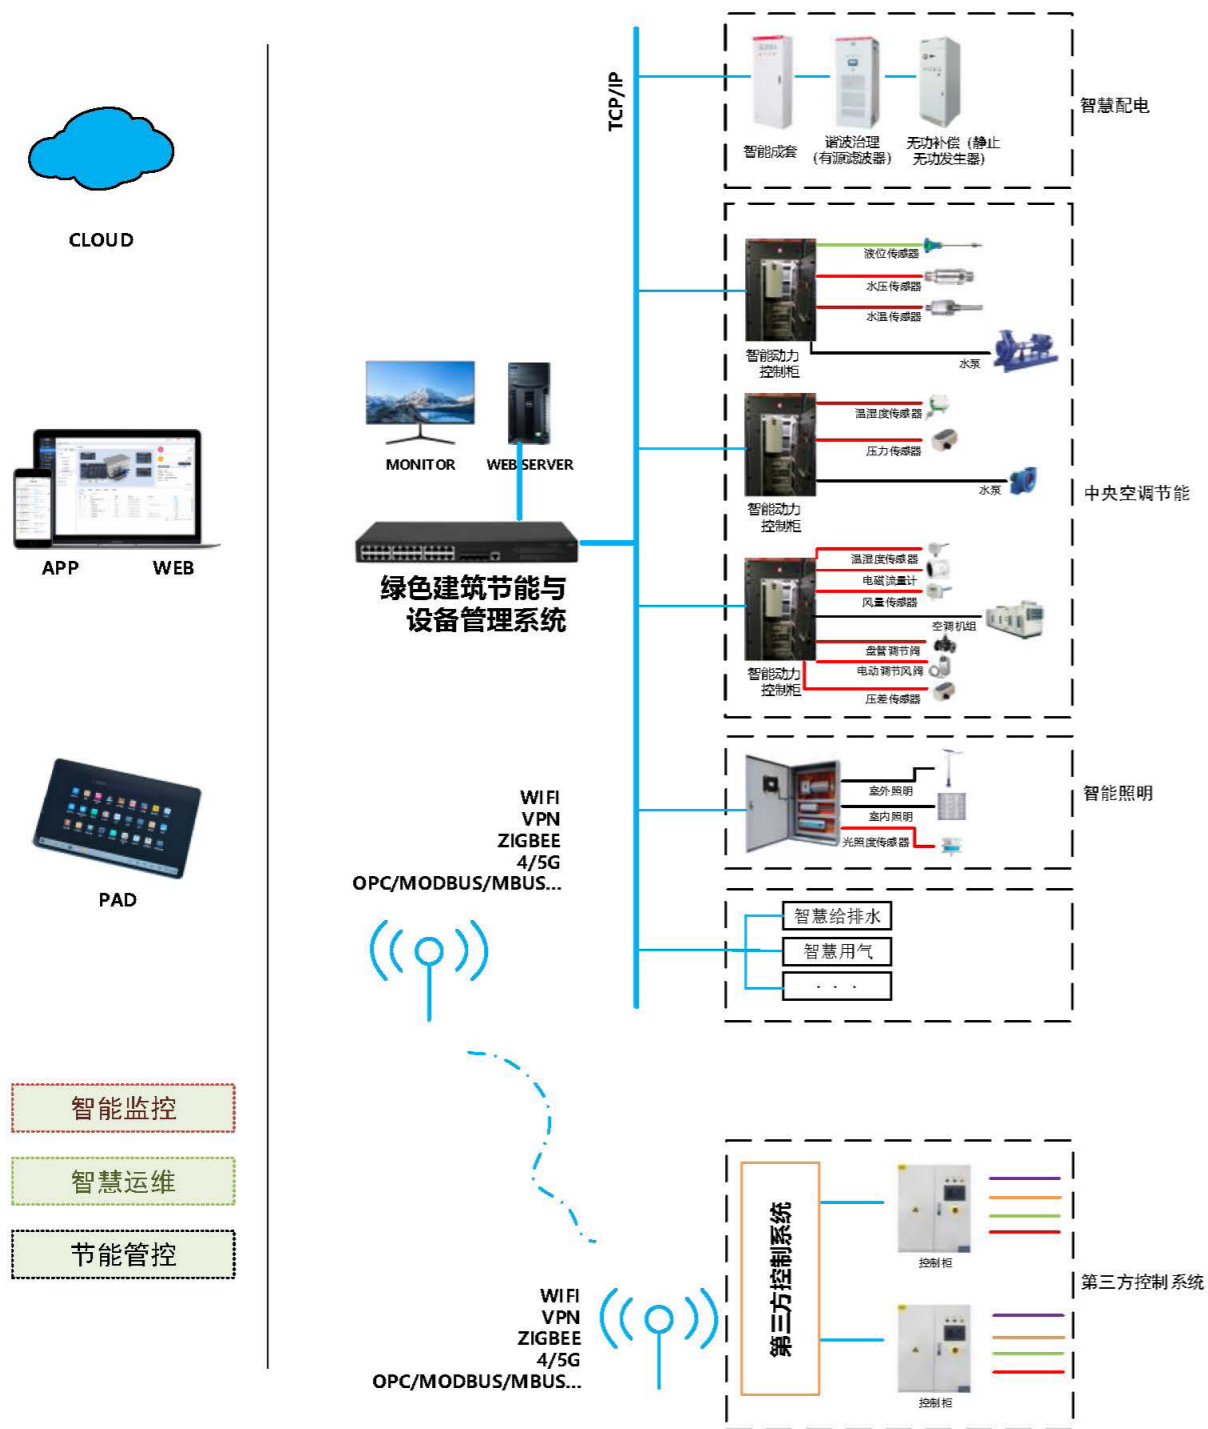 CLOUD
APP
WEB
PAD
智能监控
智慧运维
节能管控
MONITOR
WEB SERVER
绿色建筑节能与
设备管理系统
WIFI
VPN
ZIGBEE
4/5G
OPC/MODBUS/MBUS...
TCP/IP
智能成套
谐波治理
(有源滤波器)
无功补偿 (静止
无功发生器)
智慧配电
液位传感器
水压传感器
水温传感器
水泵
智能动力
控制柜
温湿度传感器
压力传感器
水泵
智能动力
控制柜
中央空调节能
温湿度传感器
电磁流量计
风量传感器
空调机组
盘管调节阀
电动调节风阀
压差传感器
智能动力
控制柜
室外照明
室内照明
光照度传感器
智能照明
智慧给排水
智慧用气
· · ·
WIFI
VPN
ZIGBEE
4/5G
OPC/MODBUS/MBUS...
第三方控制系统
控制柜
控制柜
第三方控制系统